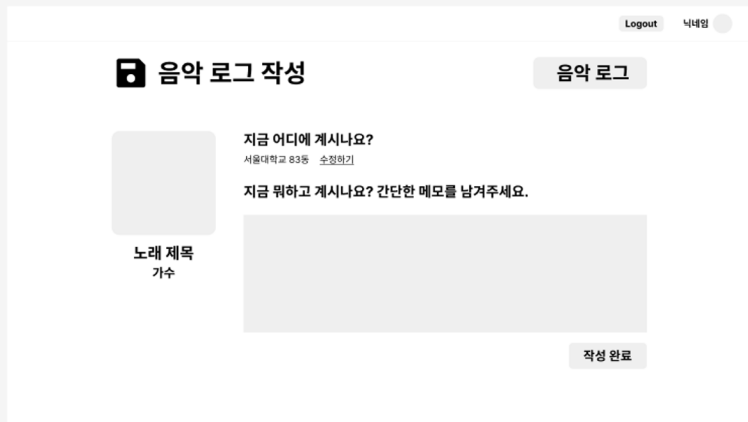 Logout 닉네임
음악 로그 작성
음악 로그
지금 어디에 계시나요?
서울대학교 83동 수정하기
지금 뭐하고 계시나요? 간단한 메모를 남겨주세요.
노래 제목
가수
작성 완료